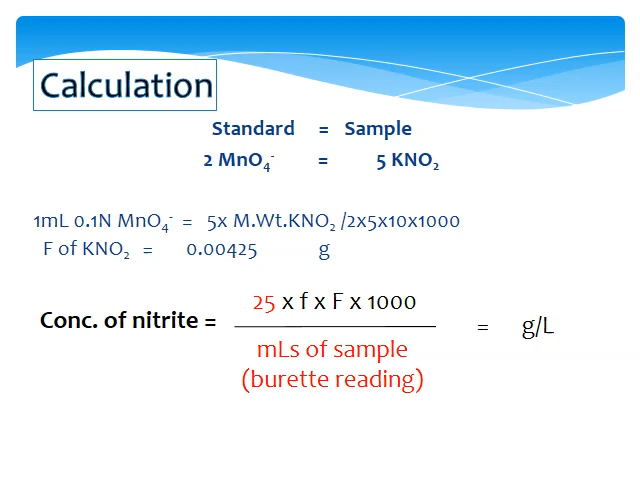 Calculation
Standard = Sample
2 MnO₄⁻ = 5 KNO₂
1mL 0.1N MnO₄⁻ = 5x M.Wt.KNO₂ /2x5x10x1000
F of KNO₂ = 0.00425 g
Conc. of nitrite = 25 x f x F x 1000 = g/L
mLs of sample
(burette reading)